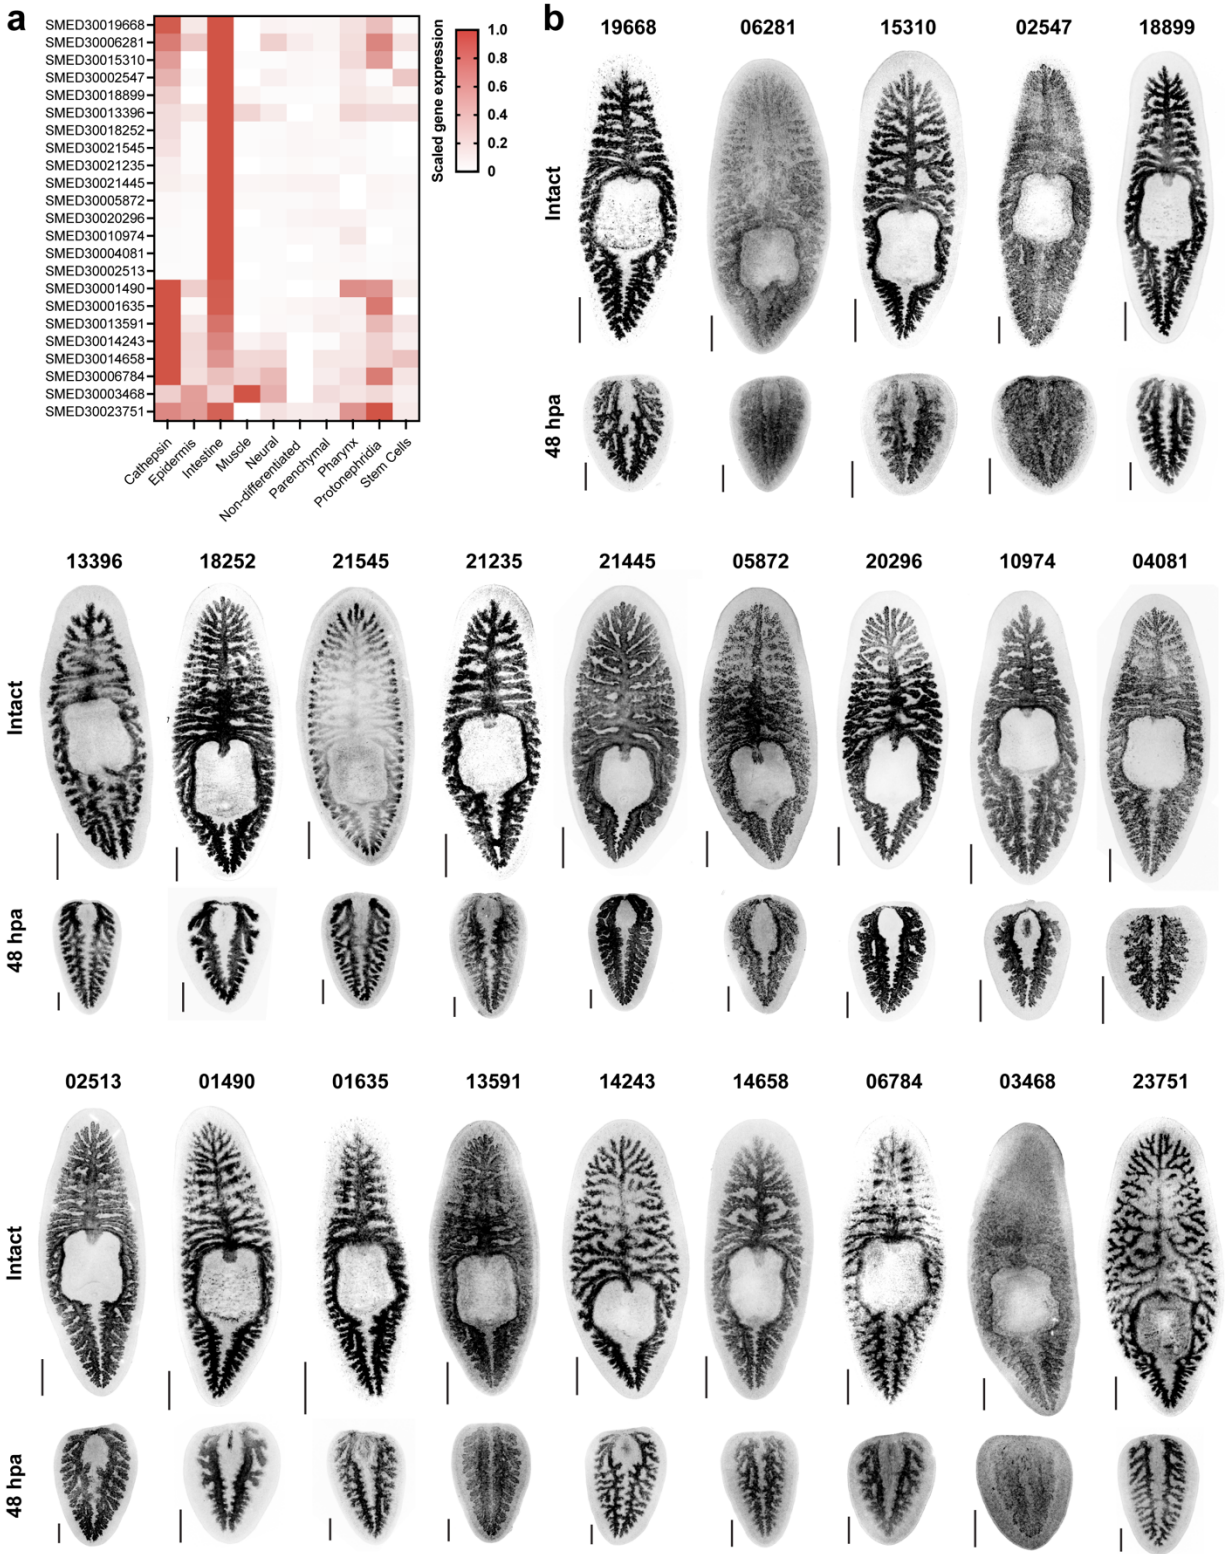 a
SMED30019668
SMED30006281
SMED30015310
SMED30002547
SMED30018899
SMED30013396
SMED30018252
SMED30021545
SMED30021235
SMED30021445
SMED30005872
SMED30020296
SMED30010974
SMED30004081
SMED30002513
SMED30001490
SMED30001635
SMED30013591
SMED30014243
SMED30014658
SMED30006784
SMED30003468
SMED30023751
Cathepsin
Epidermis
Intestine
Muscle
Neural
Non-differentiated
Parenchymal
Pharynx
Protonephridia
Stem Cells
Scaled gene expression
1.0
0.8
0.6
0.4
0.2
0
b
19668 06281 15310 02547 18899
Intact
48 hpa
13396 18252 21545 21235 21445 05872 20296 10974 04081
Intact
48 hpa
02513 01490 01635 13591 14243 14658 06784 03468 23751
Intact
48 hpa